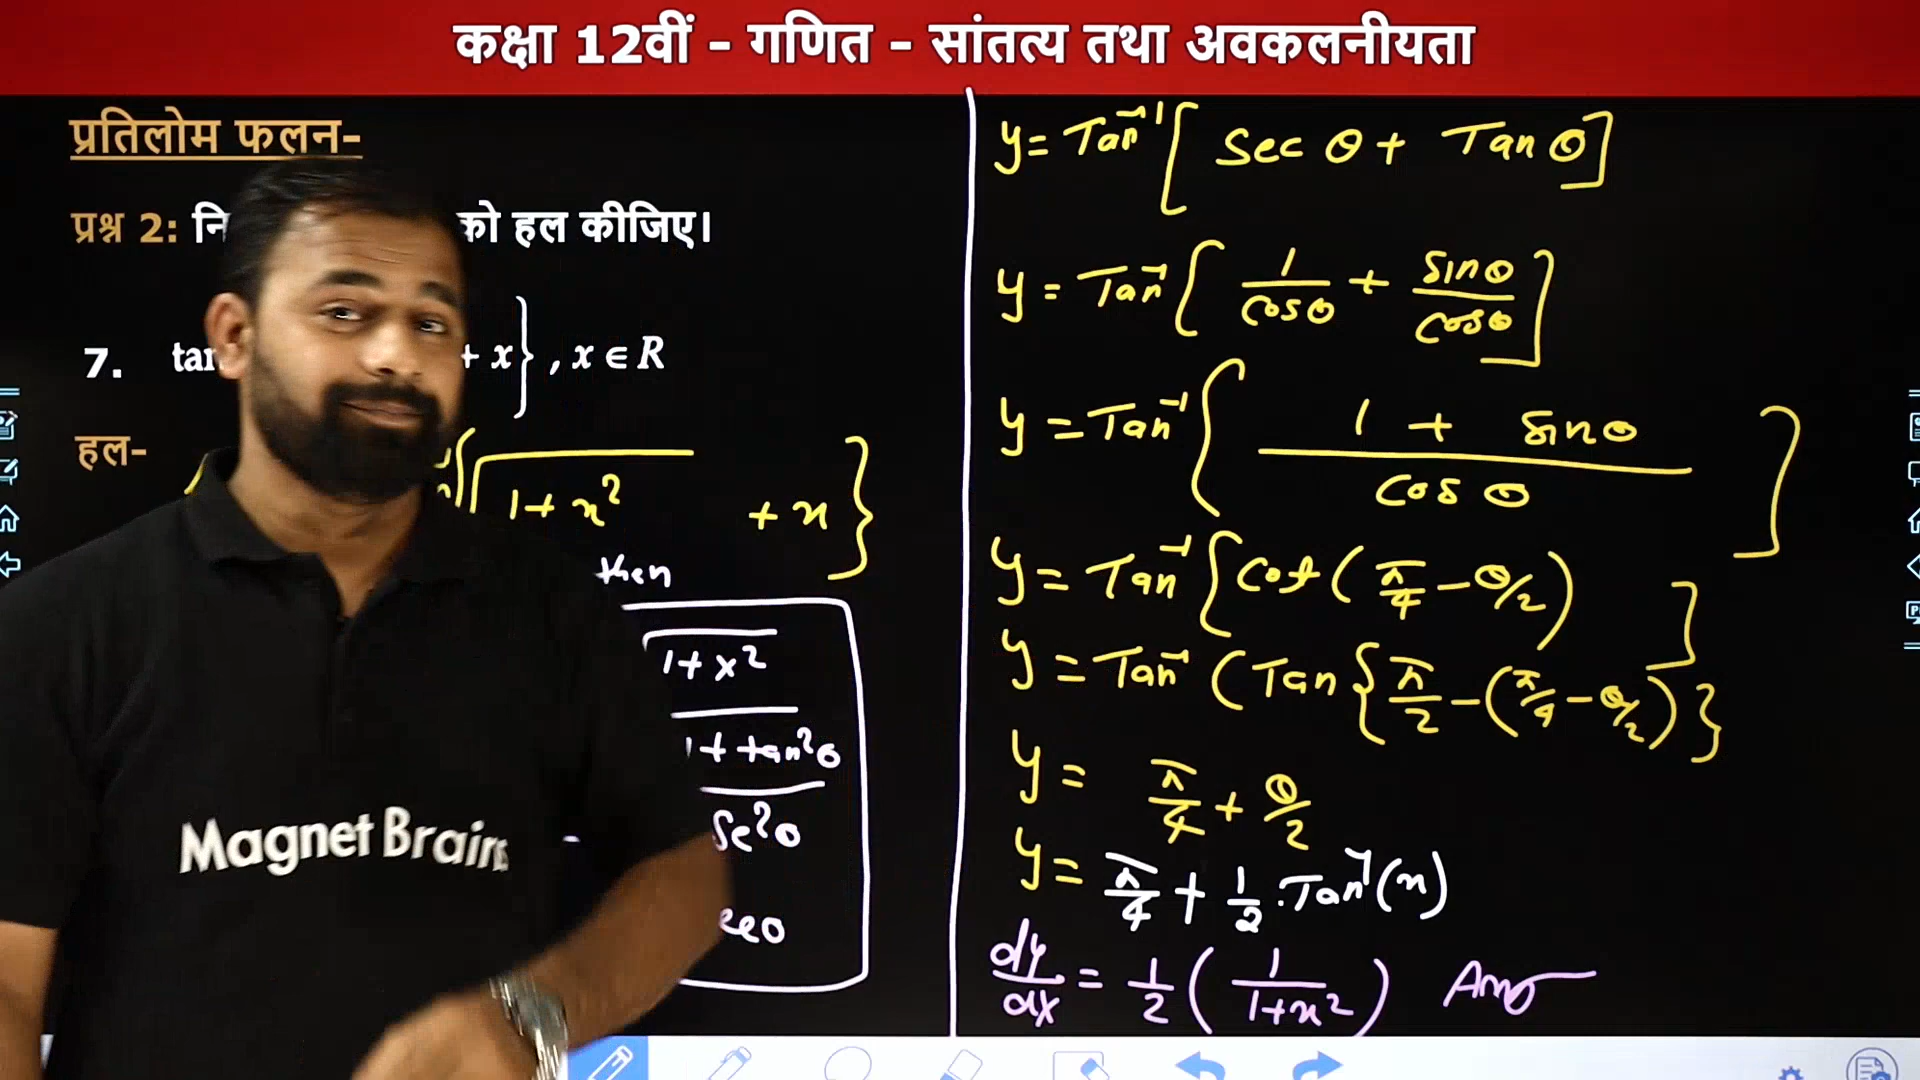 कक्षा 12वीं - गणित - सांतत्य तथा अवकलनीयता
प्रतिलोम फलन-
प्रश्न 2: को हल कीजिए।
7. tan + x} , x ∈ R
हल-
{√1+x² + x}
then
√1+x²
1+tan²θ
Sec²θ
secθ
y = Tan⁻¹[ Sec θ + Tan θ]
y = Tan⁻¹[ 1/cosθ + sinθ/cosθ ]
y = Tan⁻¹[ (1 + sinθ)/cosθ ]
y = Tan⁻¹[ Cot( π/4 - θ/2) ]
y = Tan⁻¹ (Tan { π/2 - ( π/4 - θ/2) }
y = π/4 + θ/2
y = π/4 + 1/2 . Tan⁻¹(x)
dy/dx = 1/2 ( 1/1+x² ) Ans
Magnet Brains